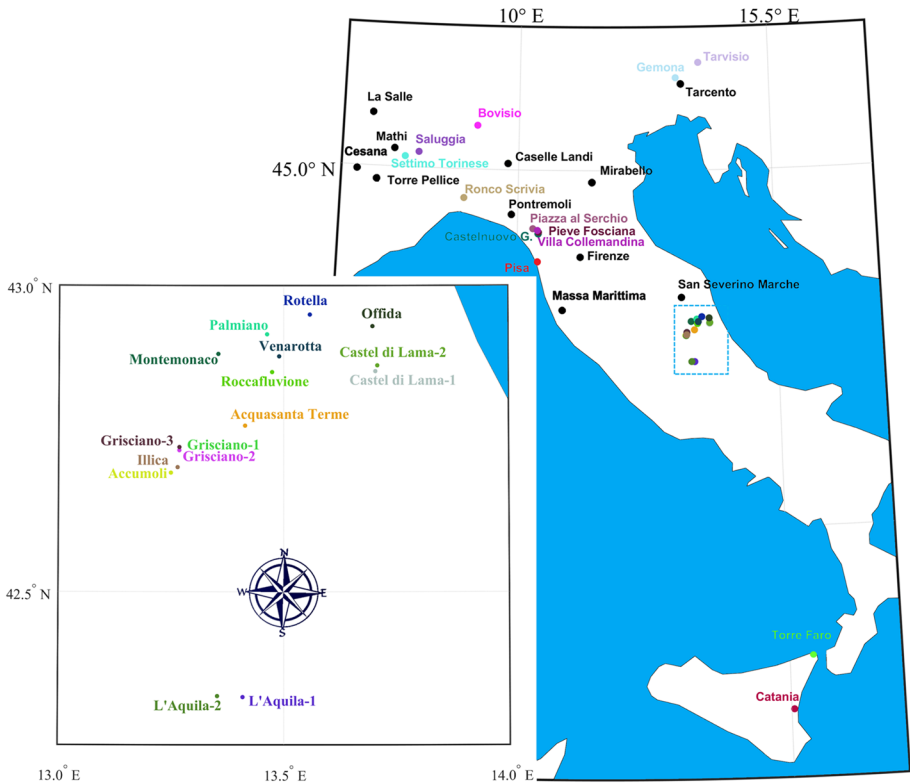 10° E
15.5° E
Tarvisio
Gemona
Tarcento
La Salle
Bovisio
Mathi
Saluggia
Cesana
Settimo Torinese
Caselle Landi
45.0° N
Torre Pellice
Mirabello
Ronco Scrivia
Pontremoli
Piazza al Serchio
Pieve Fosciana
Castelnuovo G.
Villa Collemandina
Firenze
Pisa
San Severino Marche
Massa Marittima
43.0° N
Rotella
Offida
Palmiano
Venarotta
Montemonaco
Castel di Lama-2
Roccafluvione
Castel di Lama-1
Acquasanta Terme
Grisciano-3
Grisciano-1
Grisciano-2
Illica
Accumoli
N
W
E
S
42.5° N
L'Aquila-2
L'Aquila-1
13.0° E
13.5° E
14.0° E
Torre Faro
Catania